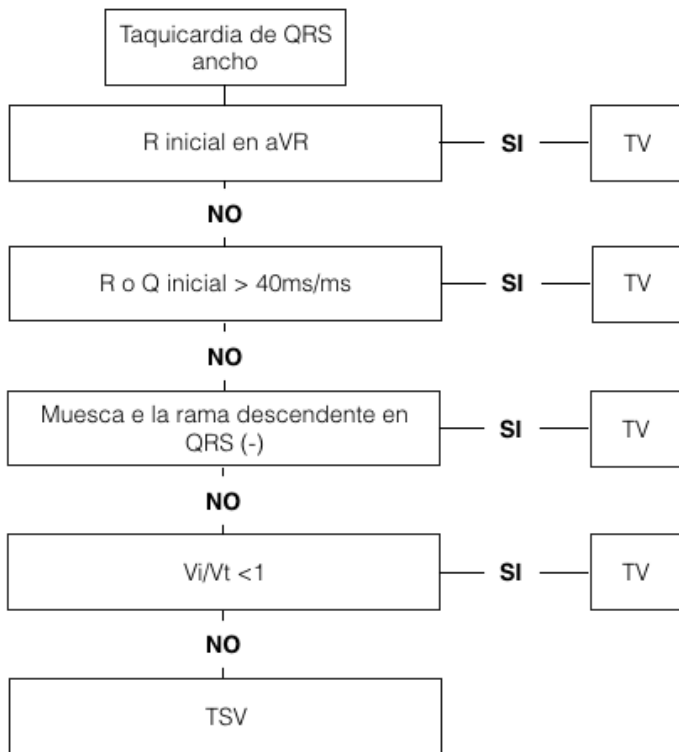 Taquicardia de QRS
ancho
R inicial en aVR
SI
TV
NO
R o Q inicial > 40ms/ms
SI
TV
NO
Muesca e la rama descendente en
QRS (-)
SI
TV
NO
Vi/Vt <1
SI
TV
NO
TSV